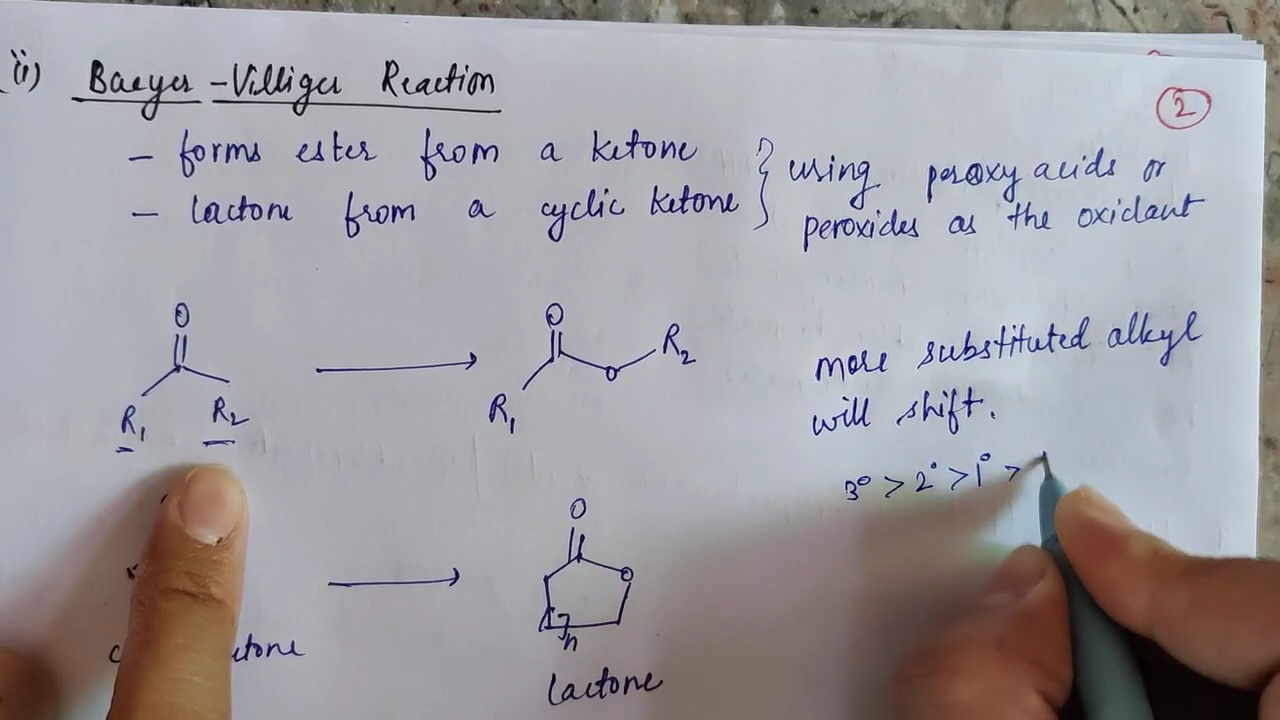 (ii) Baeyer-Villiger Reaction
2
- forms ester from a ketone
- lactone from a cyclic ketone
} using peroxy acids or
peroxides as the oxidant
O
R1 R2
O
O R2
R1
more substituted alkyl
will shift.
3° > 2° > 1° >
O
O
n
etone
lactone